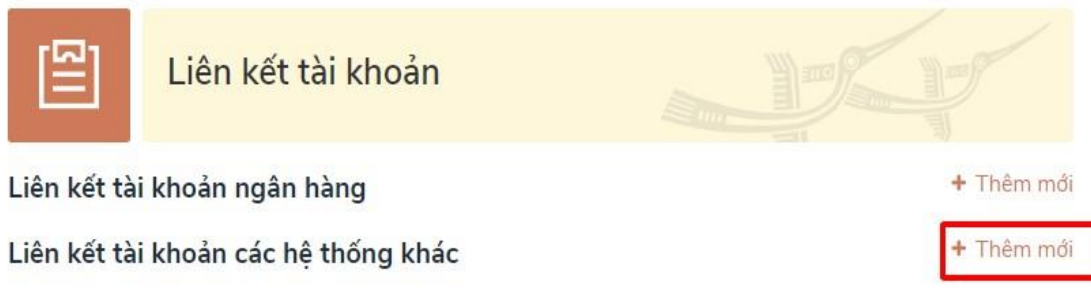 Liên kết tài khoản
Liên kết tài khoản ngân hàng + Thêm mới
Liên kết tài khoản các hệ thống khác + Thêm mới